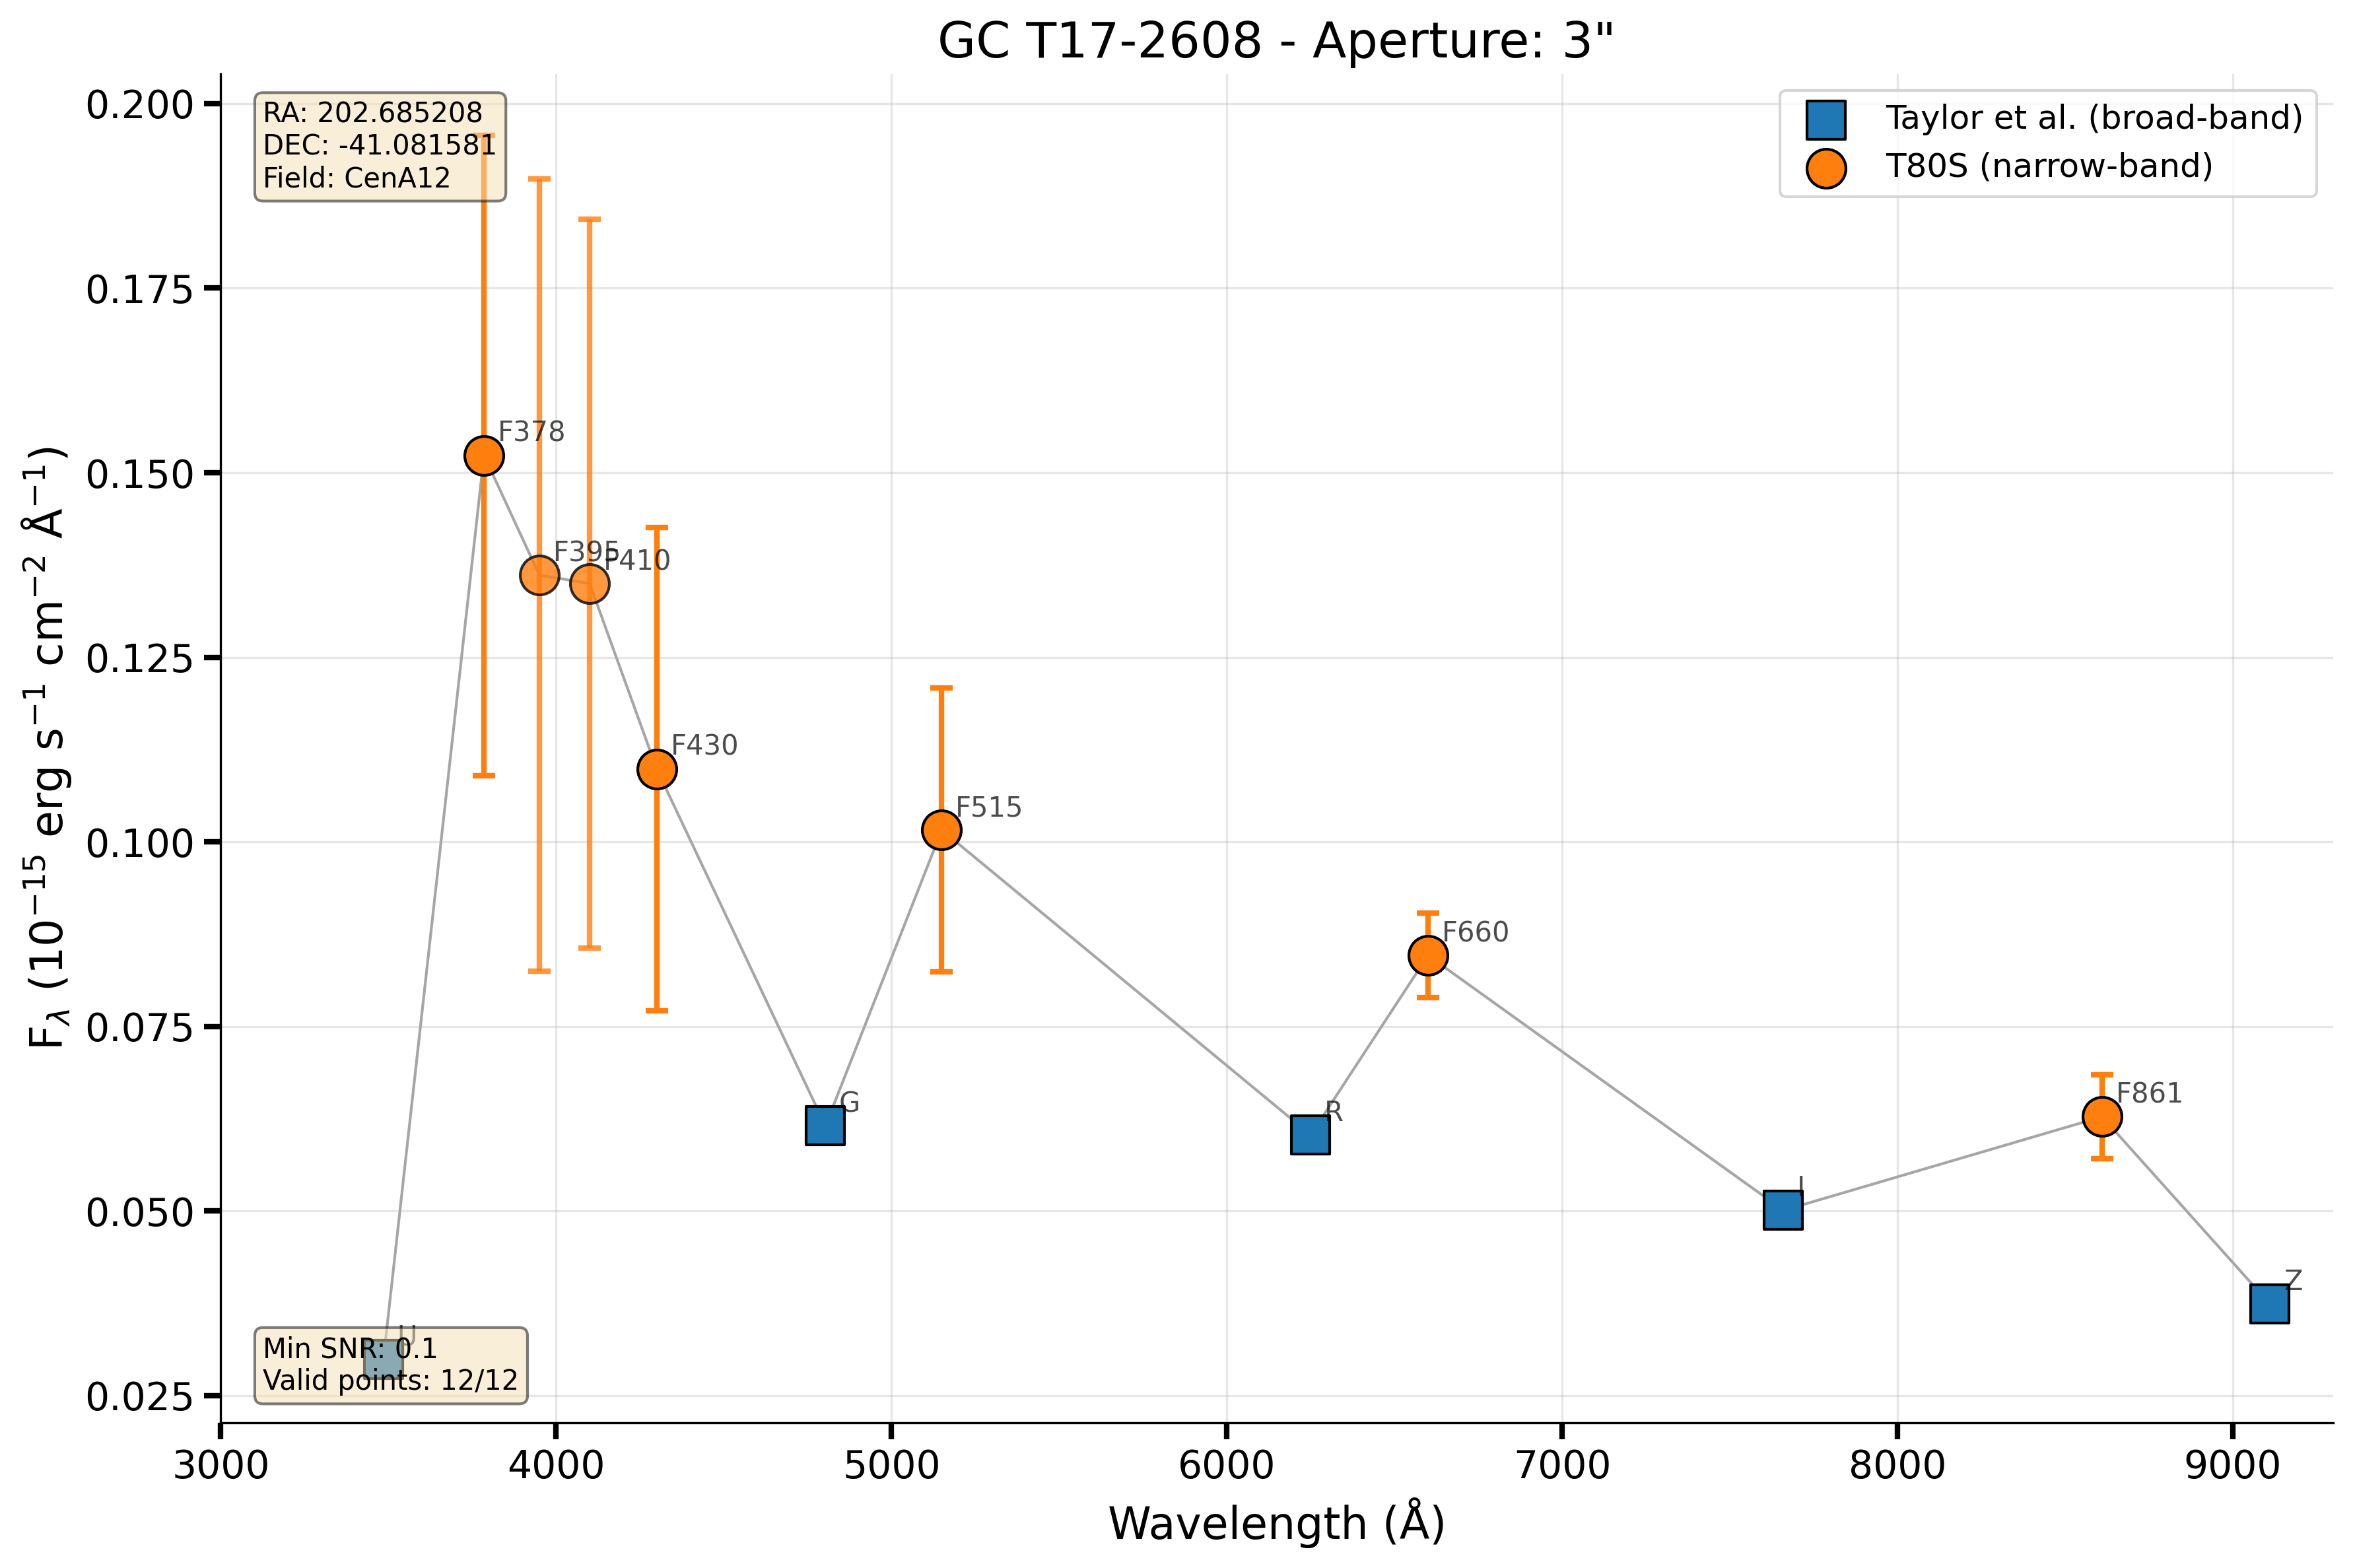 GC T17-2608 - Aperture: 3"
RA: 202.685208
DEC: -41.081581
Field: CenA12
Taylor et al. (broad-band)
T80S (narrow-band)
0.200
0.175
0.150
0.125
0.100
0.075
0.050
0.025
F_λ (10⁻¹⁵ erg s⁻¹ cm⁻² Å⁻¹)
F378
F395
F410
F430
F515
F660
F861
G
R
I
Z
U
Min SNR: 0.1
Valid points: 12/12
3000
4000
5000
6000
7000
8000
9000
Wavelength (Å)